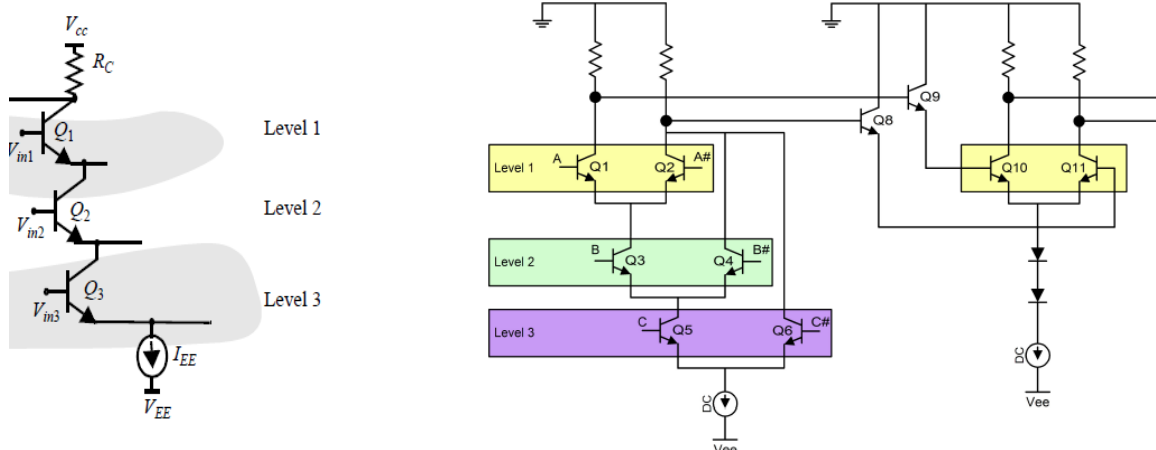 Vcc
RC
Q1
Level 1
Vin1
Q2
Level 2
Vin2
Q3
Level 3
Vin3
IEE
VEE
Q9
Q8
Level 1
A
Q1
Q2
A#
Q10
Q11
Level 2
B
Q3
Q4
B#
Level 3
C
Q5
Q6
C#
DC
Vee
DC
Vee